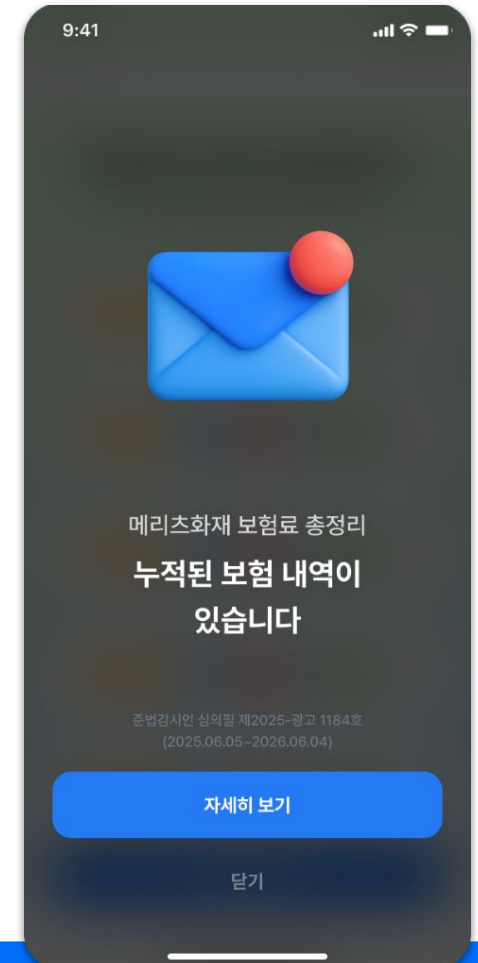 9:41
메리츠화재 보험료 총정리
누적된 보험 내역이
있습니다
준법감시인 심의필 제2025-광고 1184호
(2025.06.05~2026.06.04)
자세히 보기
닫기